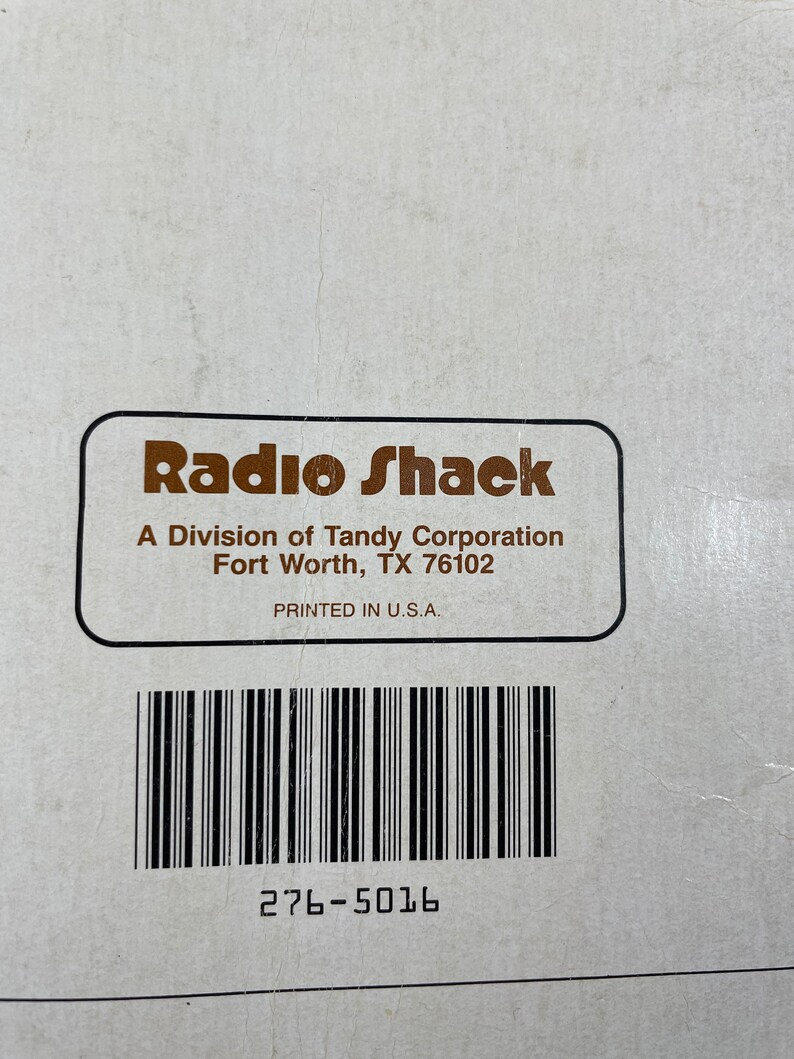 Radio Shack
A Division of Tandy Corporation
Fort Worth, TX 76102
PRINTED IN U.S.A.
276-5016